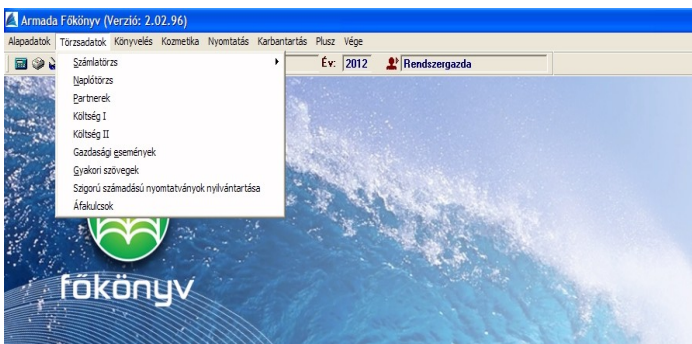 Armada Főkönyv (Verzió: 2.02.96)
Alapadatok Törzsadatok Könyvelés Kozmetika Nyomtatás Karbantartás Plusz Vége
Év: 2012 Rendszergazda
Számlatörzs
Naplótörzs
Partnerek
Költség I
Költség II
Gazdasági események
Gyakori szövegek
Szigorú számadású nyomtatványok nyilvántartása
Áfakulcsok
főkönyv